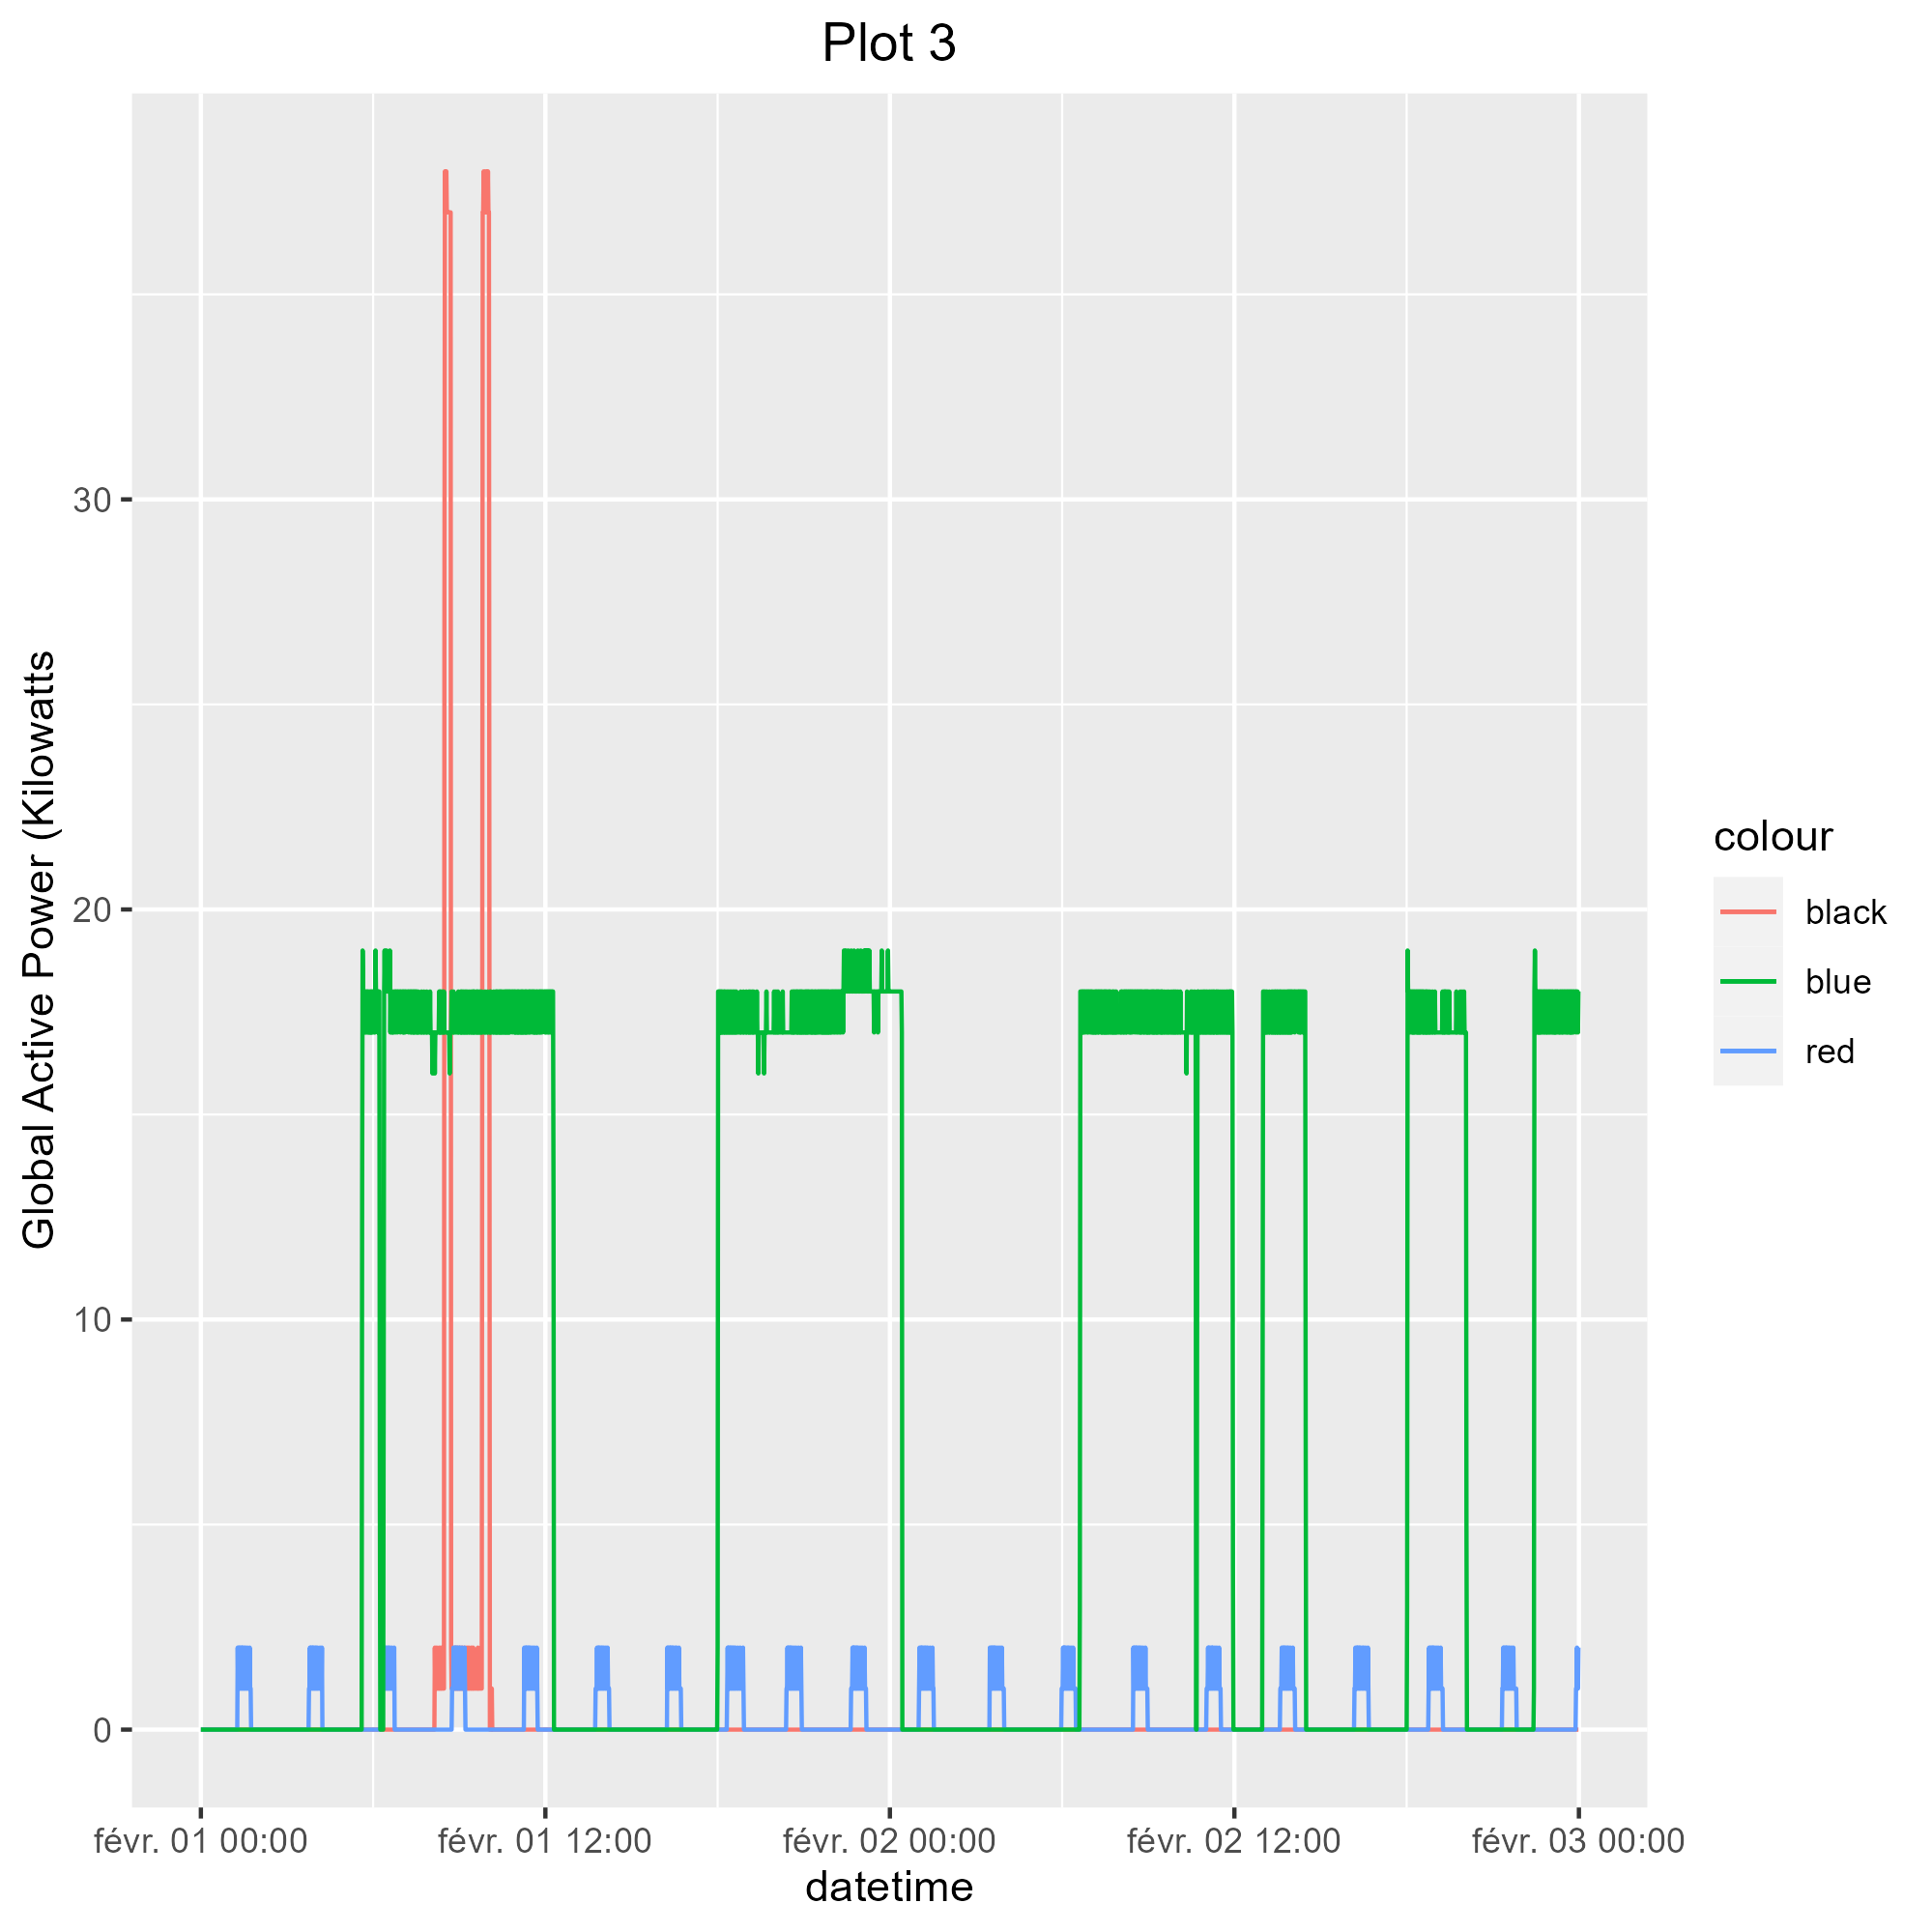 Plot 3
Global Active Power (Kilowatts
30
20
10
0
févr. 01 00:00
févr. 01 12:00
févr. 02 00:00
févr. 02 12:00
févr. 03 00:00
datetime
colour
black
blue
red